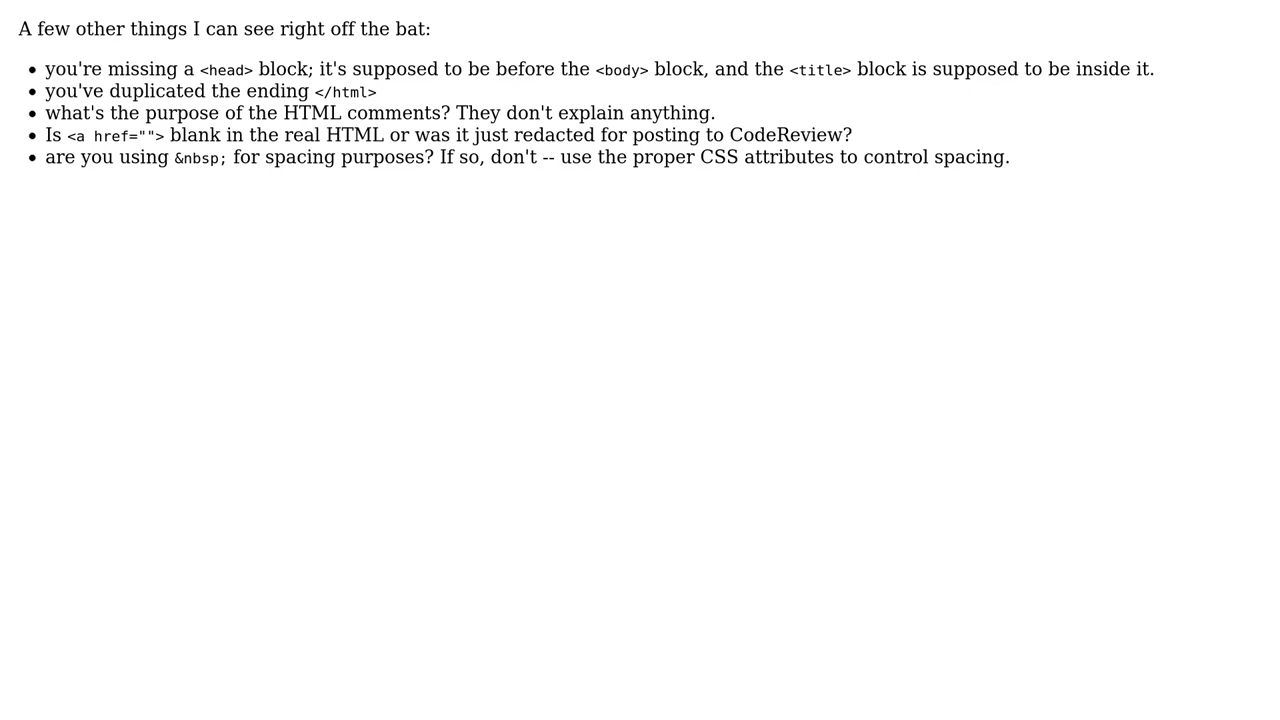 A few other things I can see right off the bat:
• you're missing a <head> block; it's supposed to be before the <body> block, and the <title> block is supposed to be inside it.
• you've duplicated the ending </html>
• what's the purpose of the HTML comments? They don't explain anything.
• Is <a href=""> blank in the real HTML or was it just redacted for posting to CodeReview?
• are you using &nbsp; for spacing purposes? If so, don't -- use the proper CSS attributes to control spacing.